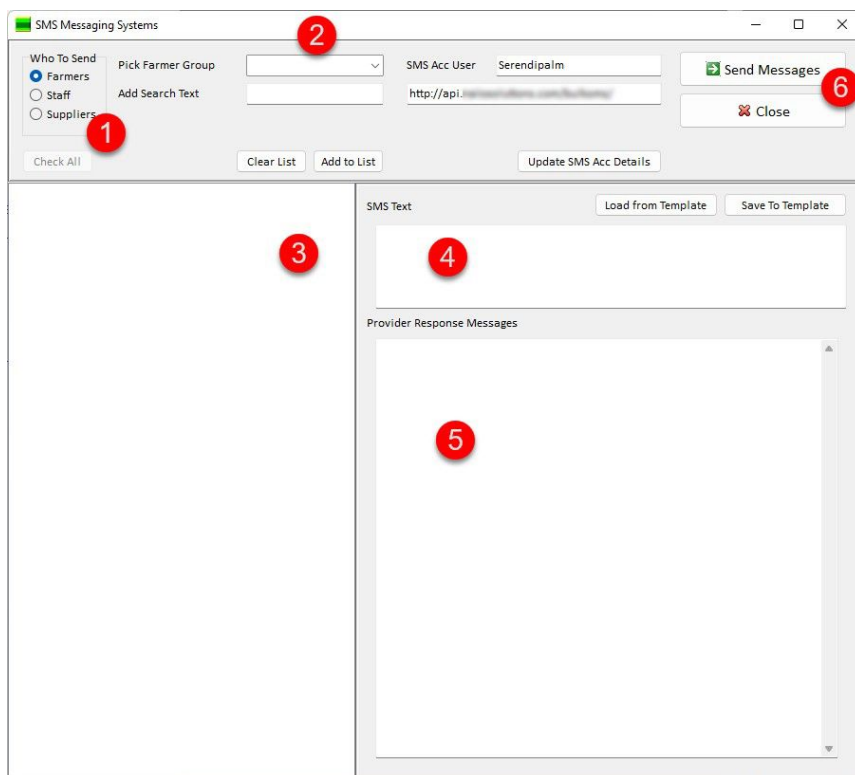 SMS Messaging Systems
2
Who To Send
Farmers
Staff
Suppliers
1
Pick Farmer Group
Add Search Text
SMS Acc User Serendipalm
http://api.
Send Messages
6
Close
Check All
Clear List Add to List
Update SMS Acc Details
3
SMS Text
Load from Template Save To Template
4
Provider Response Messages
5